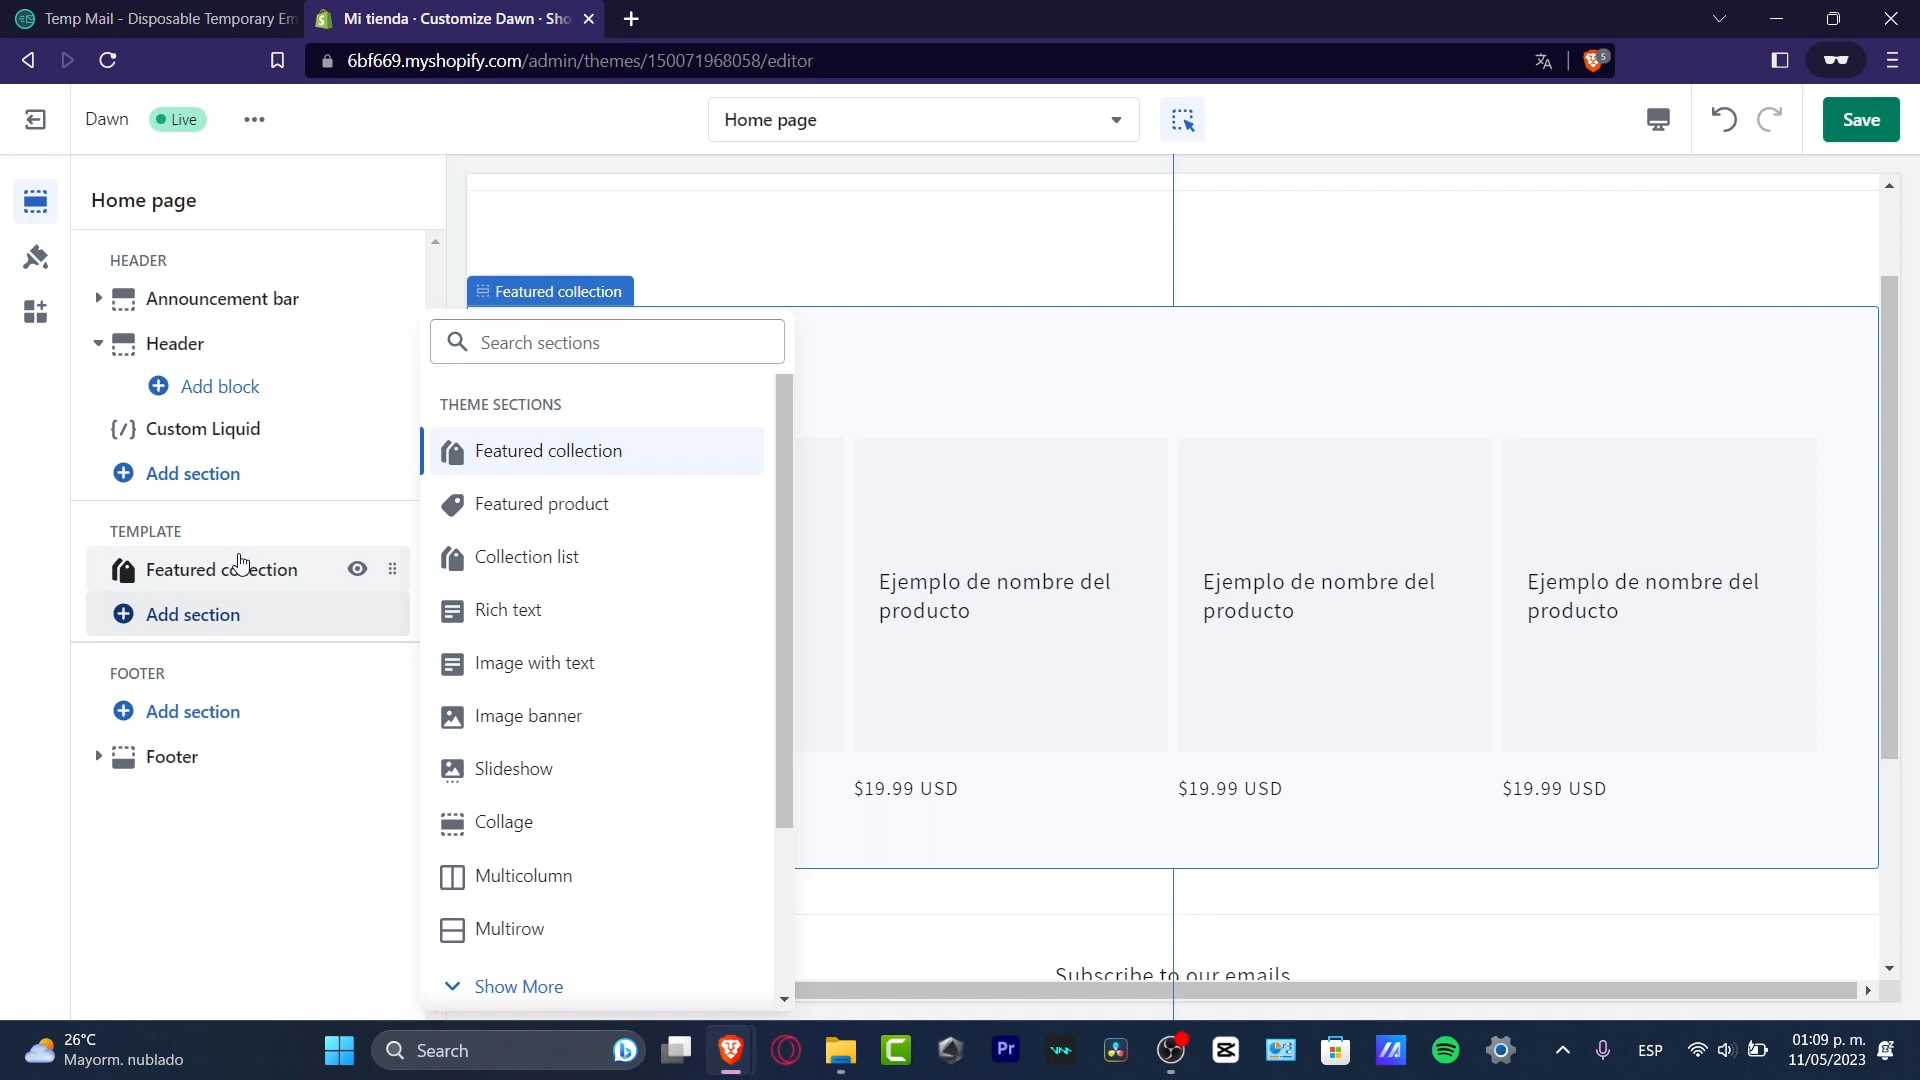 Temp Mail - Disposable Temporary Em
Mi tienda · Customize Dawn · Sho
6bf669.myshopify.com/admin/themes/150071968058/editor
5
Dawn
Live
Home page
Save
Home page
HEADER
Announcement bar
Header
Add block
Custom Liquid
Add section
TEMPLATE
Featured collection
Add section
FOOTER
Add section
Footer
Featured collection
Search sections
THEME SECTIONS
Featured collection
Featured product
Collection list
Rich text
Image with text
Image banner
Slideshow
Collage
Multicolumn
Multirow
Show More
Ejemplo de nombre del
producto
Ejemplo de nombre del
producto
Ejemplo de nombre del
producto
$19.99 USD
$19.99 USD
$19.99 USD
Subscribe to our emails
26°C
Mayorm. nublado
Search
Pr
ESP
01:09 p. m.
11/05/2023